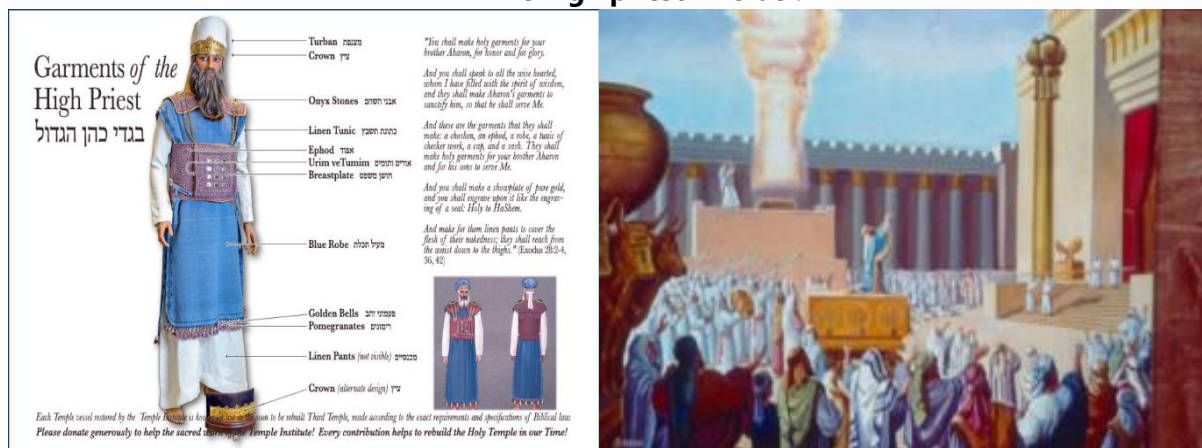 Garments of the
High Priest
בגדי כהן הגדול
Turban מצנפת
Crown ציץ
Onyx Stones אבני השהם
Linen Tunic כתונת תשבץ
Ephod אפוד
Urim veTumim אורים ותומים
Breastplate חושן משפט
Blue Robe מעיל תכלת
Golden Bells פעמוני זהב
Pomegranates רימונים
Linen Pants (not visible) מכנסיים
Crown (alternate design) ציץ
"You shall make holy garments for your
brother Aharon, for honor and for glory.
And you shall speak to all the wise hearted,
whom I have filled with the spirit of wisdom,
and they shall make Aharon's garments to
sanctify him, so that he shall serve Me.
And these are the garments that they shall
make: a choshen, an ephod, a robe, a tunic of
checker work, a cap, and a sash. They shall
make holy garments for your brother Aharon
and for his sons to serve Me.
And you shall make a showplate of pure gold,
and you shall engrave upon it like the engrav-
ing of a seal: Holy to HaShem.
And make for them linen pants to cover the
flesh of their nakedness; they shall reach from
the waist down to the thighs." (Exodus 28:2-4,
36, 42)
Each Temple vessel restored by the Temple Institute is soon to be rebuilt Third Temple, made according to the exact requirements and specifications of Biblical law.
Please donate generously to help the sacred work of the Temple Institute! Every contribution helps to rebuild the Holy Temple in our Time!